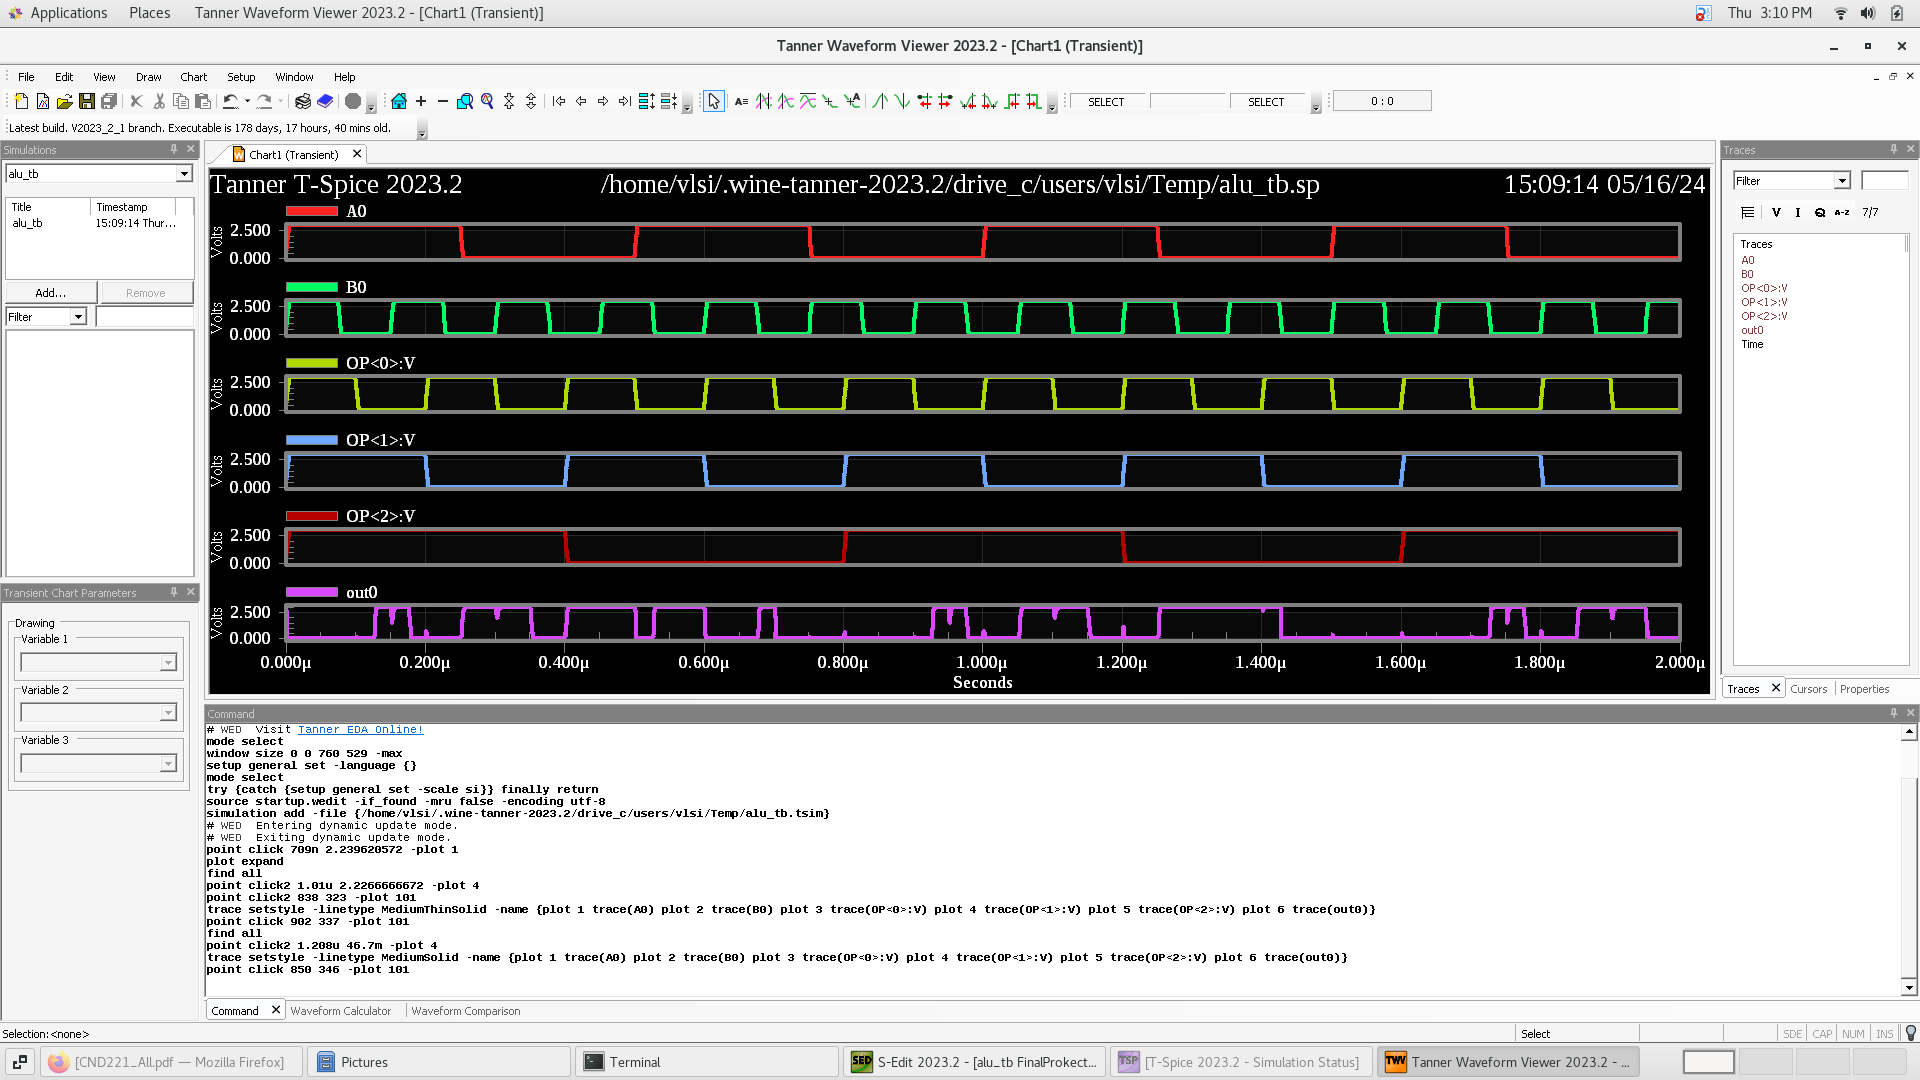 Applications Places Tanner Waveform Viewer 2023.2 - [Chart1 (Transient)] Thu 3:10 PM
Tanner Waveform Viewer 2023.2 - [Chart1 (Transient)]
File Edit View Draw Chart Setup Window Help
SELECT SELECT 0 : 0
Latest build. V2023_2_1 branch. Executable is 178 days, 17 hours, 40 mins old.
Simulations
alu_tb
Title Timestamp
alu_tb 15:09:14 Thur...
Add... Remove
Filter
Transient Chart Parameters
Drawing
Variable 1
Variable 2
Variable 3
Chart1 (Transient)
Tanner T-Spice 2023.2 /home/vlsi/.wine-tanner-2023.2/drive_c/users/vlsi/Temp/alu_tb.sp 15:09:14 05/16/24
A0
Volts
2.500
0.000
B0
Volts
2.500
0.000
OP<0>:V
Volts
2.500
0.000
OP<1>:V
Volts
2.500
0.000
OP<2>:V
Volts
2.500
0.000
out0
Volts
2.500
0.000
0.000µ 0.200µ 0.400µ 0.600µ 0.800µ 1.000µ 1.200µ 1.400µ 1.600µ 1.800µ 2.000µ
Seconds
Traces
Filter
V I Q A-Z 7/7
Traces
A0
B0
OP<0>:V
OP<1>:V
OP<2>:V
out0
Time
Traces Cursors Properties
Command
# WED Visit Tanner EDA Online!
mode select
window size 0 0 760 529 -max
setup general set -language {}
mode select
try {catch {setup general set -scale si}} finally return
source startup.wedit -if_found -mru false -encoding utf-8
simulation add -file {/home/vlsi/.wine-tanner-2023.2/drive_c/users/vlsi/Temp/alu_tb.tsim}
# WED Entering dynamic update mode.
# WED Exiting dynamic update mode.
point click 709n 2.239620572 -plot 1
plot expand
find all
point click2 1.01u 2.2266666672 -plot 4
point click2 838 323 -plot 101
trace setstyle -linetype MediumThinSolid -name {plot 1 trace(A0) plot 2 trace(B0) plot 3 trace(OP<0>:V) plot 4 trace(OP<1>:V) plot 5 trace(OP<2>:V) plot 6 trace(out0)}
point click 902 337 -plot 101
find all
point click2 1.208u 46.7m -plot 4
trace setstyle -linetype MediumSolid -name {plot 1 trace(A0) plot 2 trace(B0) plot 3 trace(OP<0>:V) plot 4 trace(OP<1>:V) plot 5 trace(OP<2>:V) plot 6 trace(out0)}
point click 850 346 -plot 101
Command Waveform Calculator Waveform Comparison
Selection: <none> Select SDE CAP NUM INS
[CND221_All.pdf — Mozilla Firefox] Pictures Terminal SED S-Edit 2023.2 - [alu_tb FinalProkect... TSP [T-Spice 2023.2 - Simulation Status] TWV Tanner Waveform Viewer 2023.2 - ...